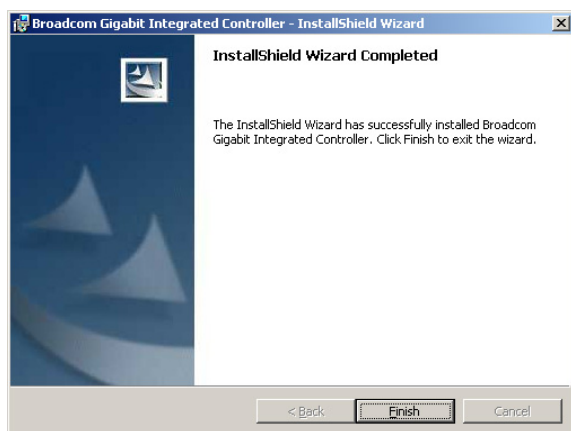 Broadcom Gigabit Integrated Controller - InstallShield Wizard
InstallShield Wizard Completed
The InstallShield Wizard has successfully installed Broadcom
Gigabit Integrated Controller. Click Finish to exit the wizard.
< Back Finish Cancel